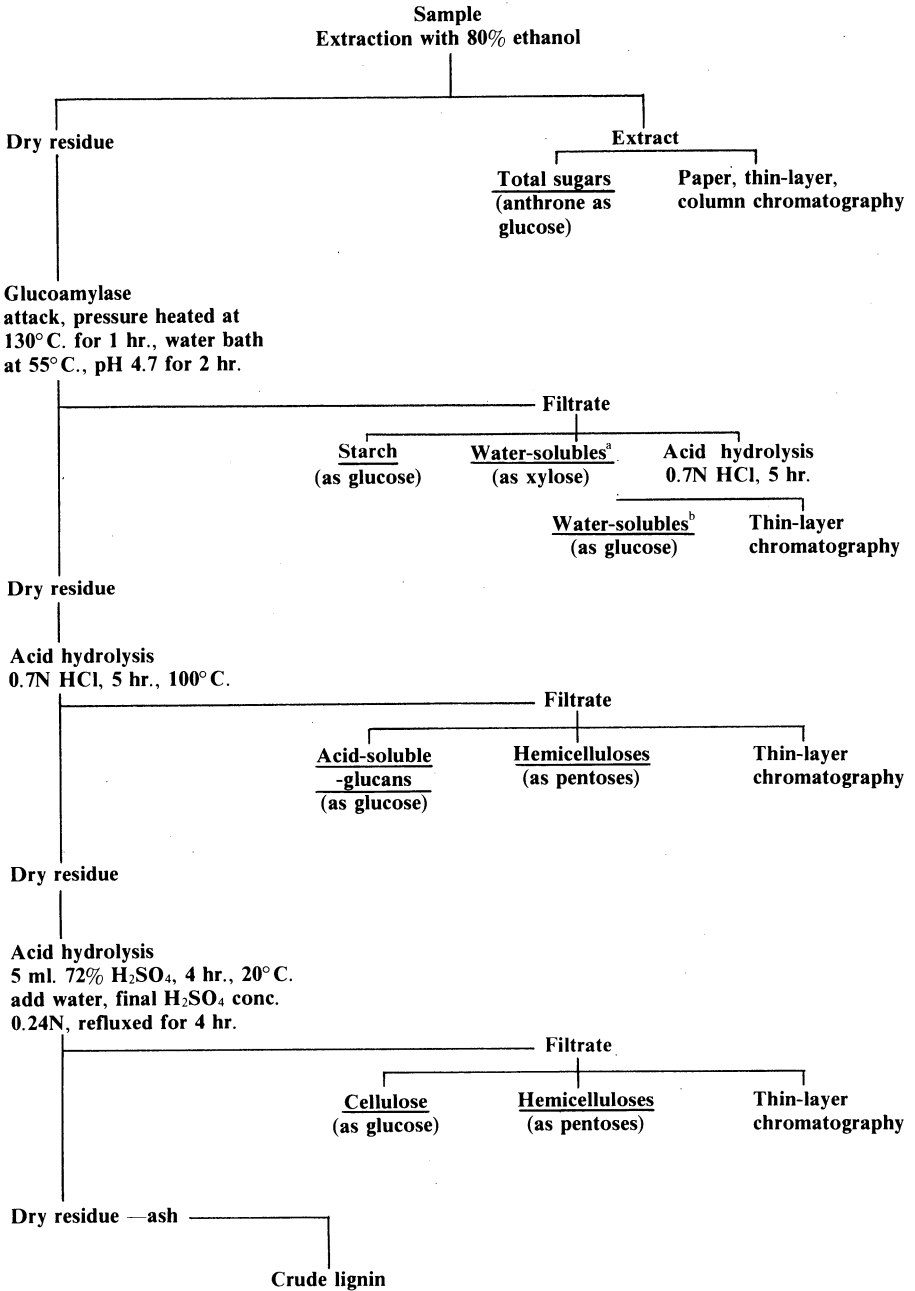 Sample
Extraction with 80% ethanol
Dry residue
Extract
Total sugars
(anthrone as
glucose)
Paper, thin-layer,
column chromatography
Glucoamylase
attack, pressure heated at
130°C. for 1 hr., water bath
at 55°C., pH 4.7 for 2 hr.
Filtrate
Starch
(as glucose)
Water-solublesᵃ
(as xylose)
Acid hydrolysis
0.7N HCl, 5 hr.
Water-solublesᵇ
(as glucose)
Thin-layer
chromatography
Dry residue
Acid hydrolysis
0.7N HCl, 5 hr., 100°C.
Filtrate
Acid-soluble
-glucans
(as glucose)
Hemicelluloses
(as pentoses)
Thin-layer
chromatography
Dry residue
Acid hydrolysis
5 ml. 72% H₂SO₄, 4 hr., 20°C.
add water, final H₂SO₄ conc.
0.24N, refluxed for 4 hr.
Filtrate
Cellulose
(as glucose)
Hemicelluloses
(as pentoses)
Thin-layer
chromatography
Dry residue —ash
Crude lignin